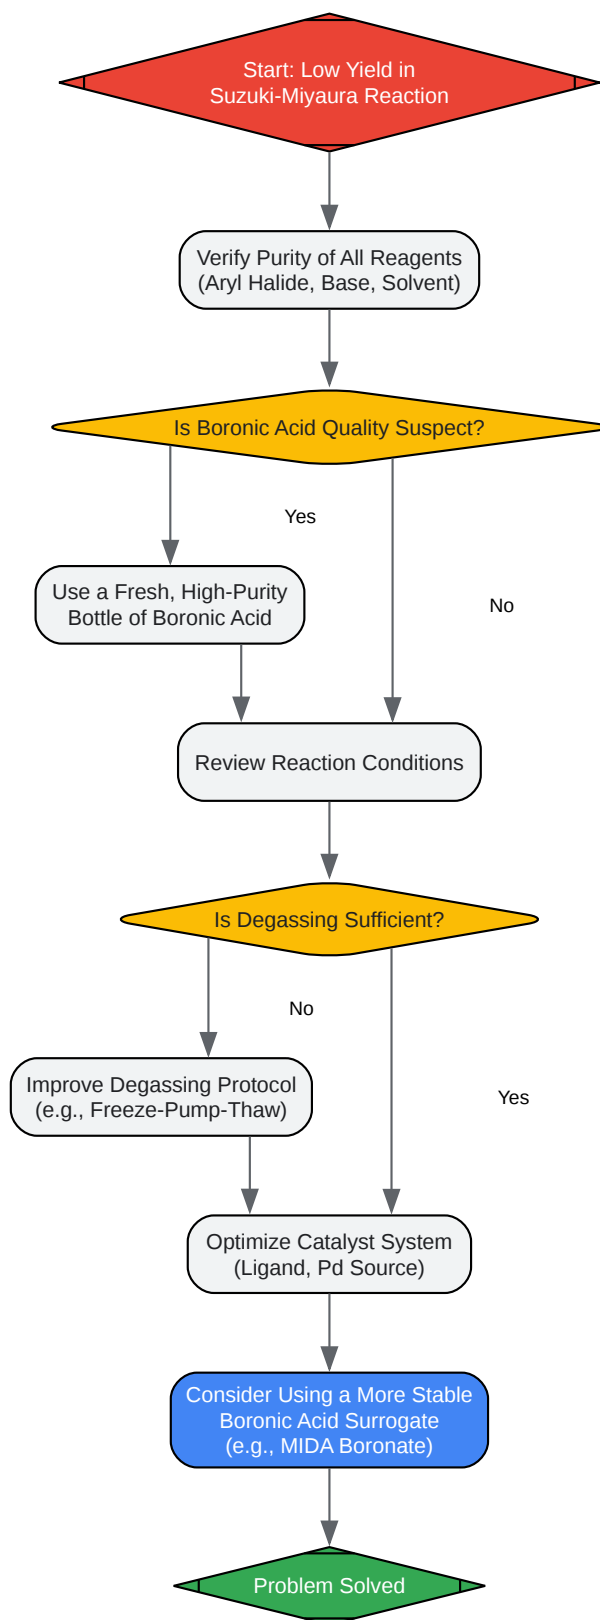 Start: Low Yield in
Suzuki-Miyaura Reaction
Verify Purity of All Reagents
(Aryl Halide, Base, Solvent)
Is Boronic Acid Quality Suspect?
Yes
Use a Fresh, High-Purity
Bottle of Boronic Acid
No
Review Reaction Conditions
Is Degassing Sufficient?
No
Improve Degassing Protocol
(e.g., Freeze-Pump-Thaw)
Yes
Optimize Catalyst System
(Ligand, Pd Source)
Consider Using a More Stable
Boronic Acid Surrogate
(e.g., MIDA Boronate)
Problem Solved